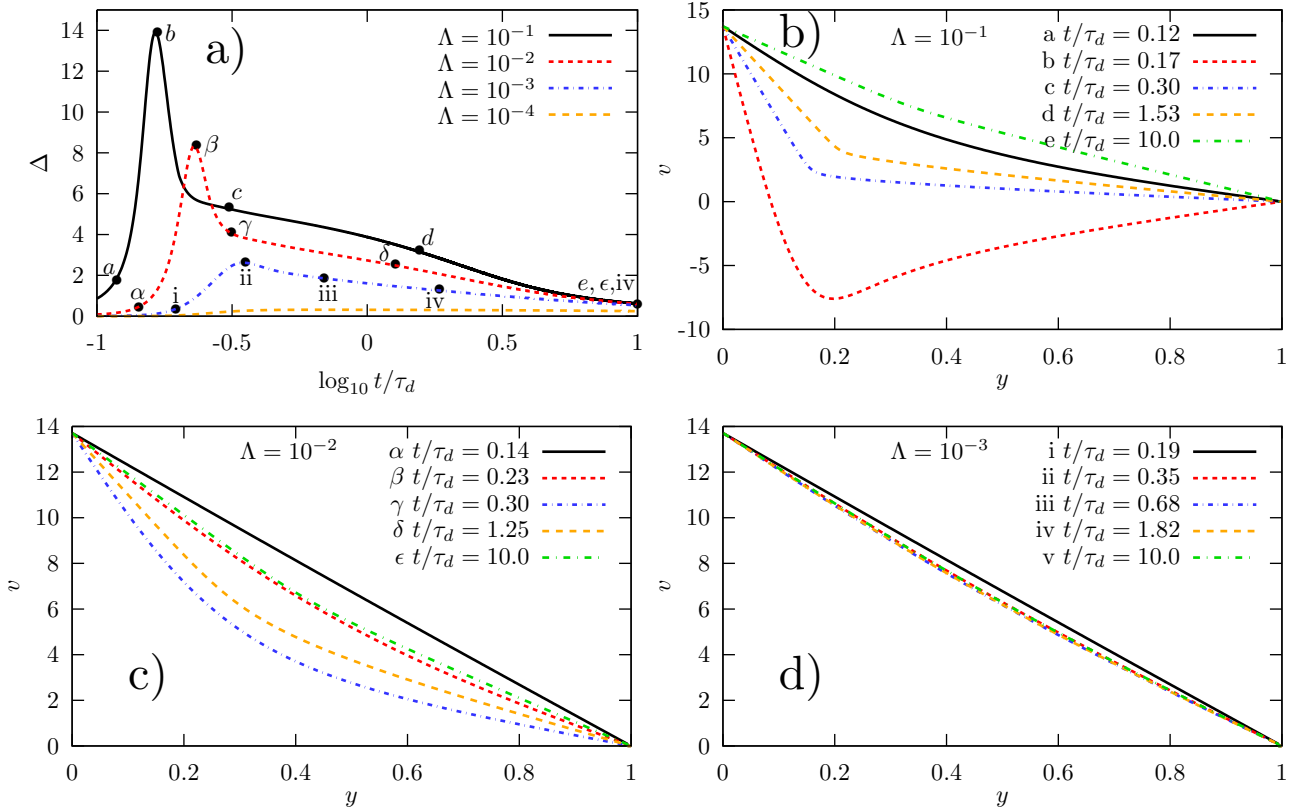 a)
Λ = 10⁻¹
Λ = 10⁻²
Λ = 10⁻³
Λ = 10⁻⁴
14
12
10
8
6
4
2
0
Δ
a
b
c
d
α
β
γ
δ
i
ii
iii
iv
e, ϵ,iv
-1
-0.5
0
0.5
1
log₁₀ t/τ_d
b)
Λ = 10⁻¹
a t/τ_d = 0.12
b t/τ_d = 0.17
c t/τ_d = 0.30
d t/τ_d = 1.53
e t/τ_d = 10.0
15
10
5
0
-5
-10
v
0
0.2
0.4
0.6
0.8
1
y
c)
Λ = 10⁻²
α t/τ_d = 0.14
β t/τ_d = 0.23
γ t/τ_d = 0.30
δ t/τ_d = 1.25
ϵ t/τ_d = 10.0
14
12
10
8
6
4
2
0
v
0
0.2
0.4
0.6
0.8
1
y
d)
Λ = 10⁻³
i t/τ_d = 0.19
ii t/τ_d = 0.35
iii t/τ_d = 0.68
iv t/τ_d = 1.82
v t/τ_d = 10.0
14
12
10
8
6
4
2
0
v
0
0.2
0.4
0.6
0.8
1
y